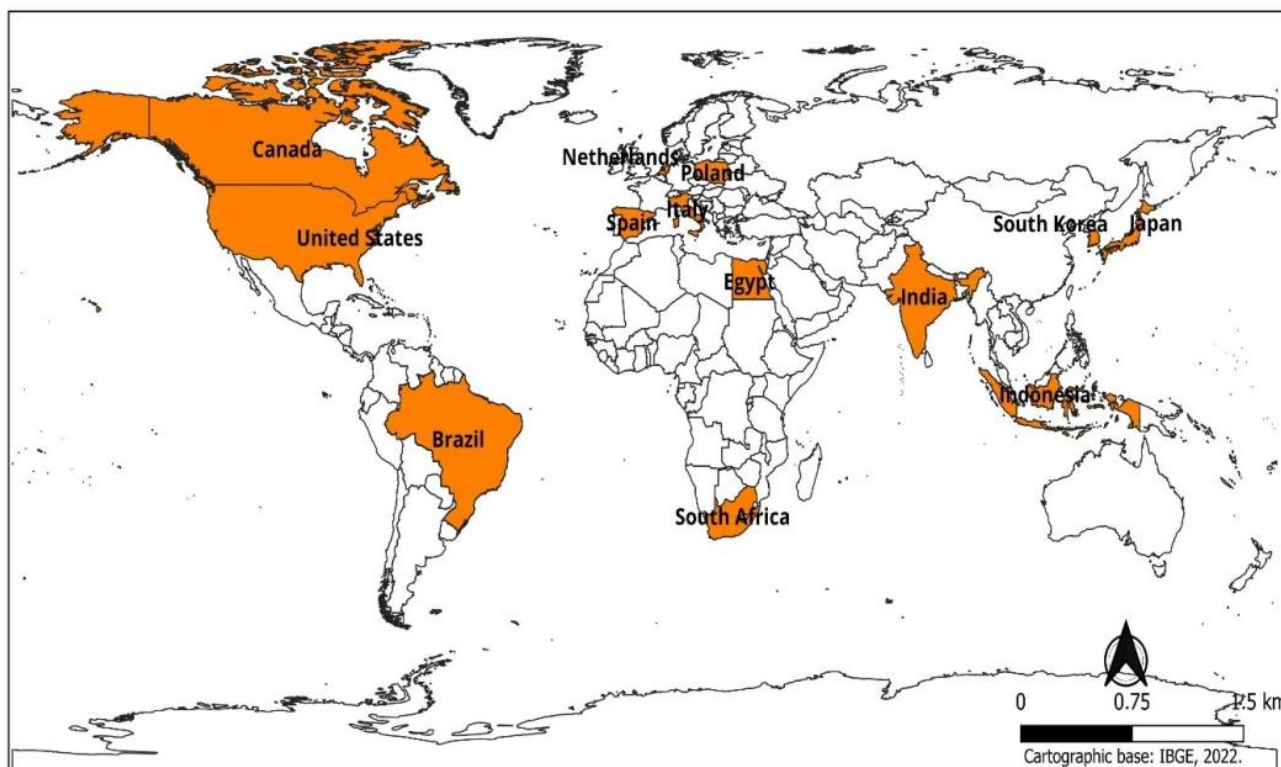 Canada
Netherlands
Poland
Italy
Spain
South Korea
Japan
United States
Egypt
India
Indonesia
Brazil
South Africa
0 0.75 1.5 km
Cartographic base: IBGE, 2022.